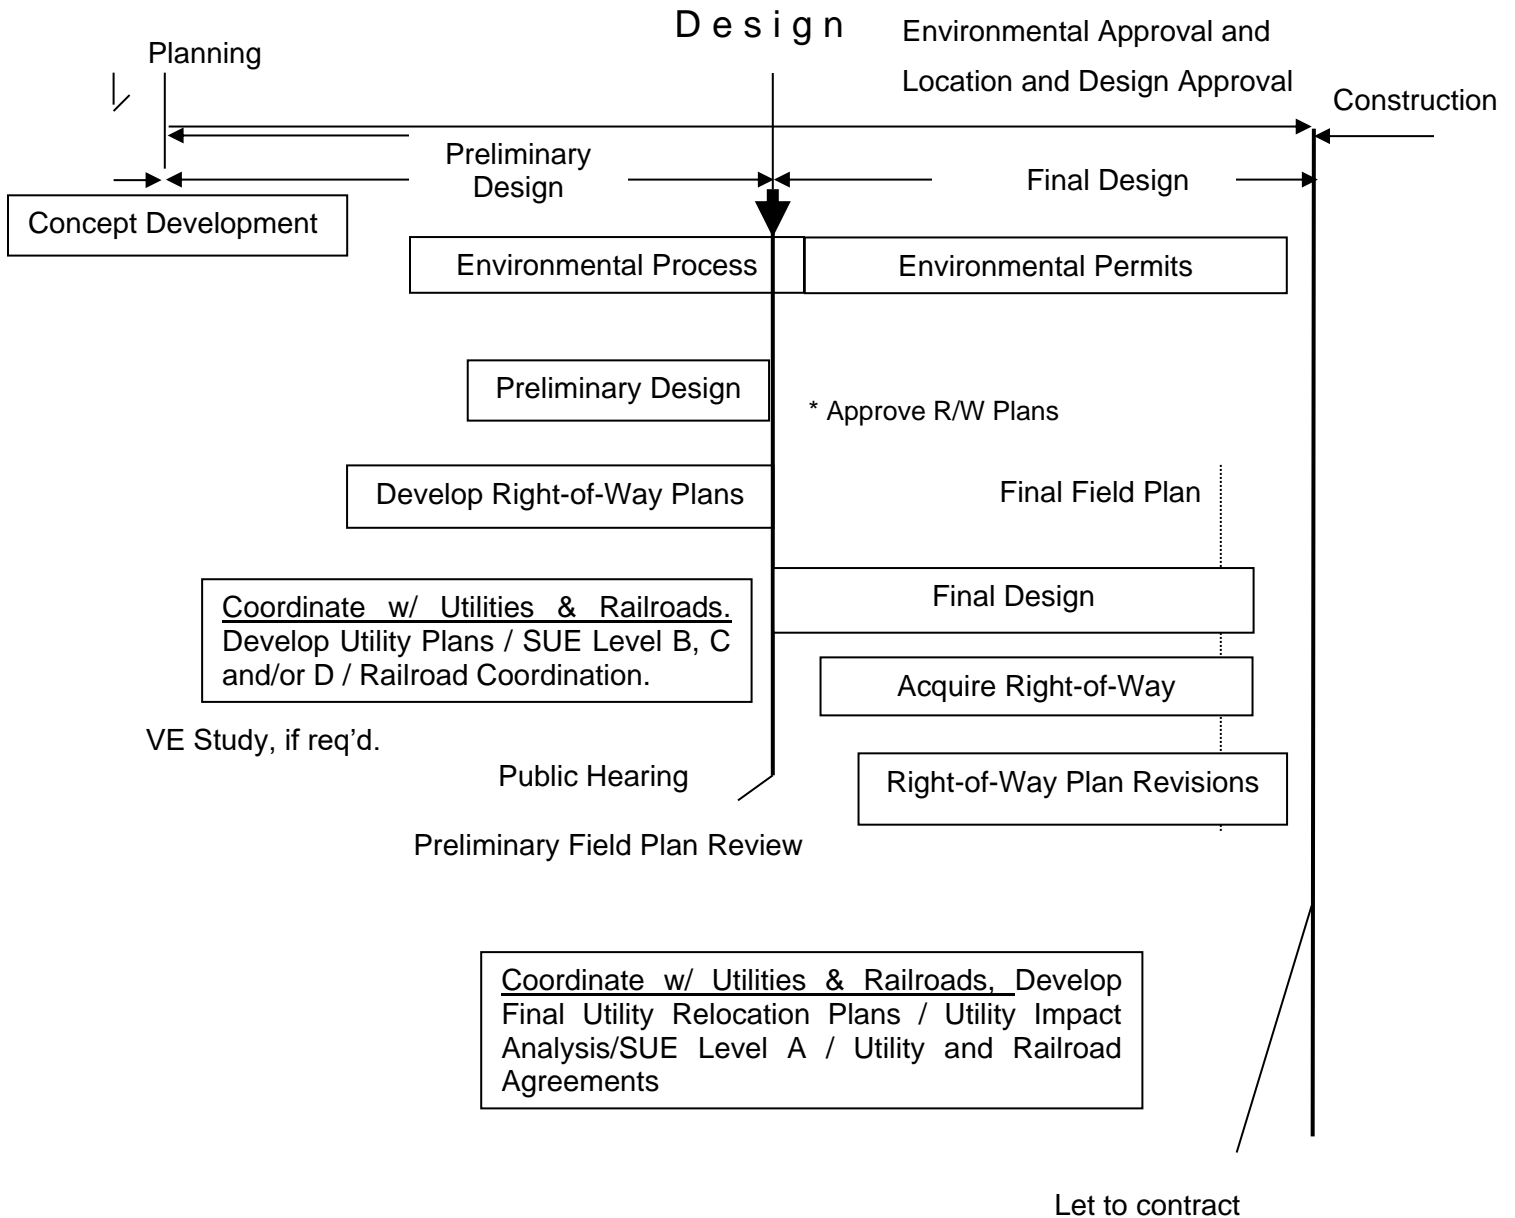 D e s i g n
Environmental Approval and
Location and Design Approval
Planning
Construction
Preliminary
Design
Final Design
Concept Development
Environmental Process
Environmental Permits
Preliminary Design
* Approve R/W Plans
Develop Right-of-Way Plans
Final Field Plan
Final Design
Coordinate w/ Utilities & Railroads.
Develop Utility Plans / SUE Level B, C
and/or D / Railroad Coordination.
Acquire Right-of-Way
VE Study, if req’d.
Public Hearing
Right-of-Way Plan Revisions
Preliminary Field Plan Review
Coordinate w/ Utilities & Railroads, Develop
Final Utility Relocation Plans / Utility Impact
Analysis/SUE Level A / Utility and Railroad
Agreements
Let to contract